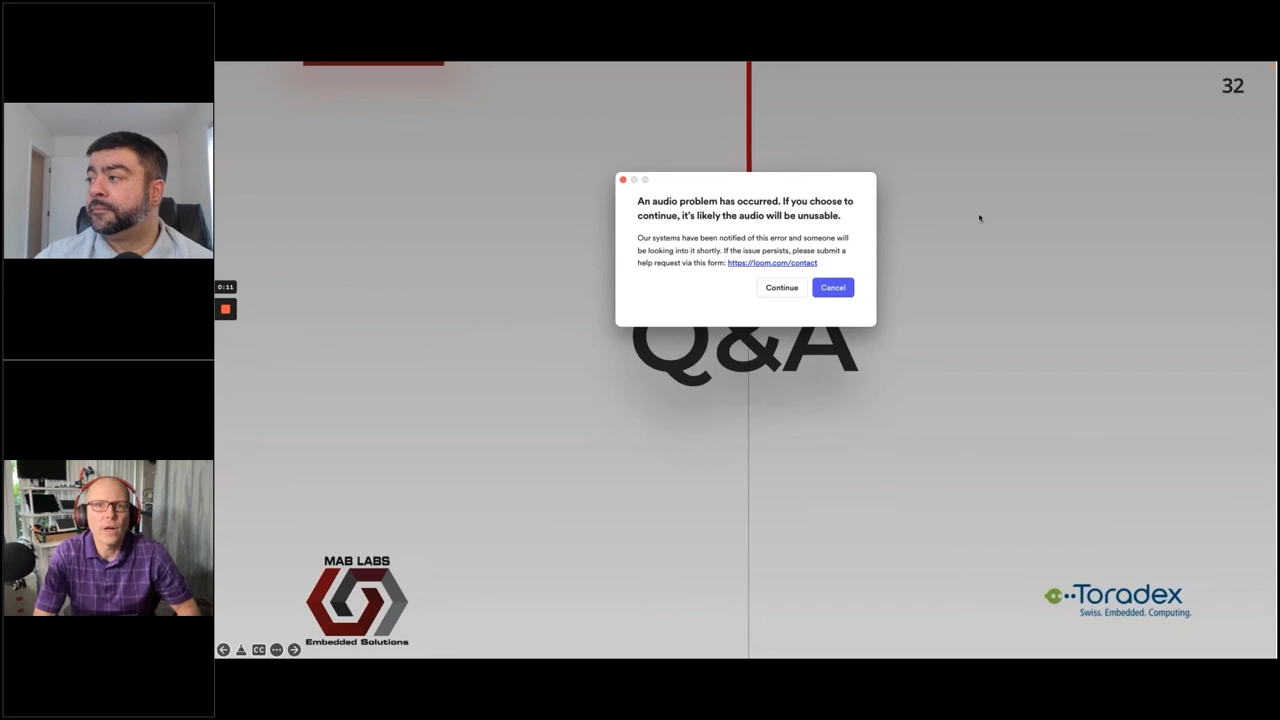 32
An audio problem has occurred. If you choose to
continue, it's likely the audio will be unusable.
Our systems have been notified of this error and someone will
be looking into it shortly. If the issue persists, please submit a
help request via this form: https://loom.com/contact
Continue Cancel
0:11
Q&A
MAB LABS
Embedded Solutions
Toradex
Swiss. Embedded. Computing.
CC